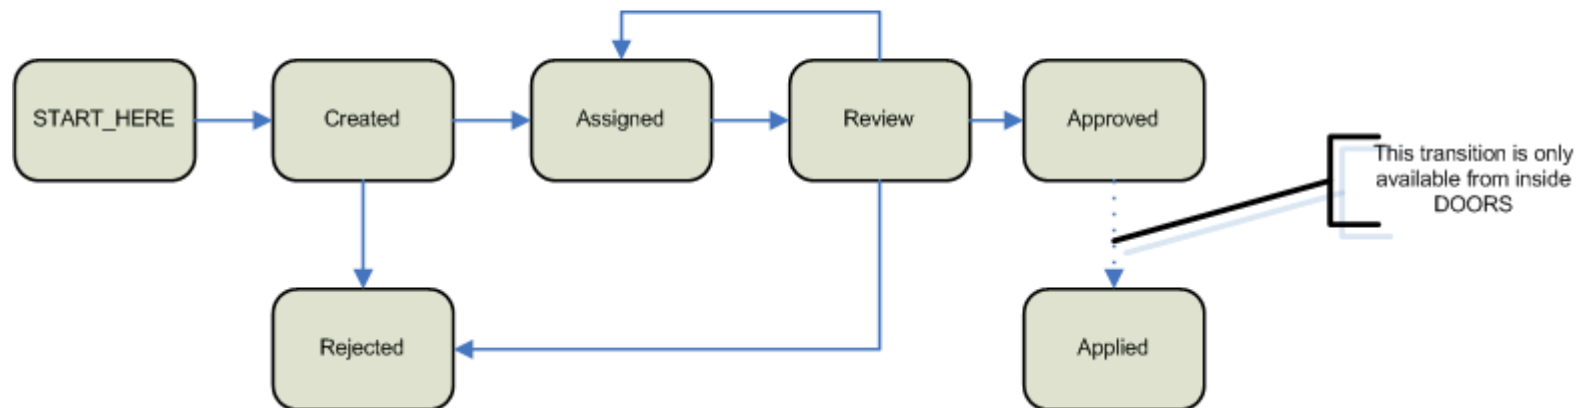 START_HERE
Created
Assigned
Review
Approved
This transition is only
available from inside
DOORS
Rejected
Applied